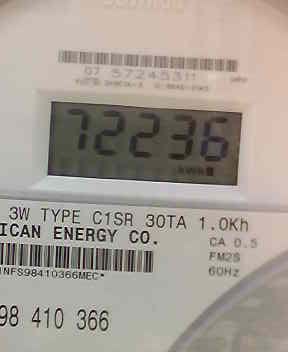 07 57245311
72236
kWh
3W TYPE C1SR 30TA 1.0Kh
ICAN ENERGY CO.
CA 0.5
FM2S
60HZ
INFS98410366MEC*
98 410 366